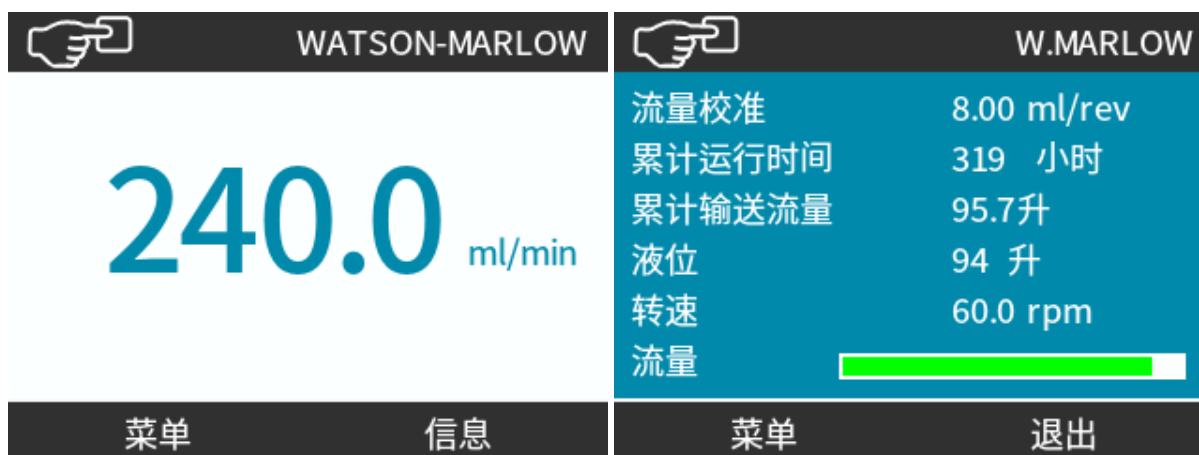 WATSON-MARLOW
240.0 ml/min
菜单 信息
W.MARLOW
流量校准 8.00 ml/rev
累计运行时间 319 小时
累计输送流量 95.7升
液位 94 升
转速 60.0 rpm
流量
菜单 退出